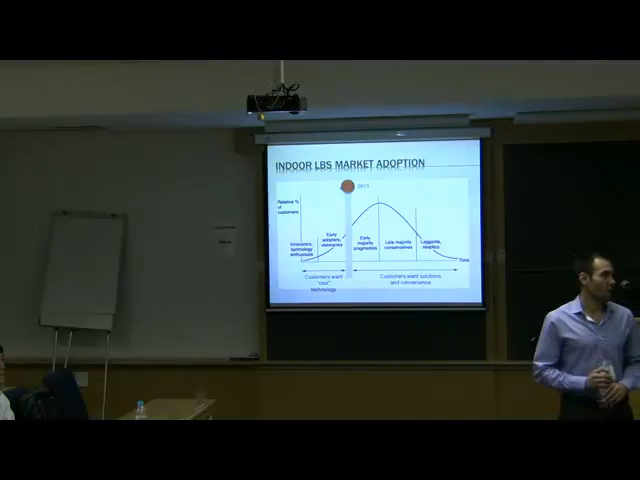 INDOOR LBS MARKET ADOPTION
2013
Relative %
of
customers
Innovators,
technology
enthusiasts
Early
adopters,
visionaries
Early
majority
pragmatists
Late majority
conservatives
Laggards,
skeptics
Time
Customers want
"cool"
technology
Customers want solutions
and convenience